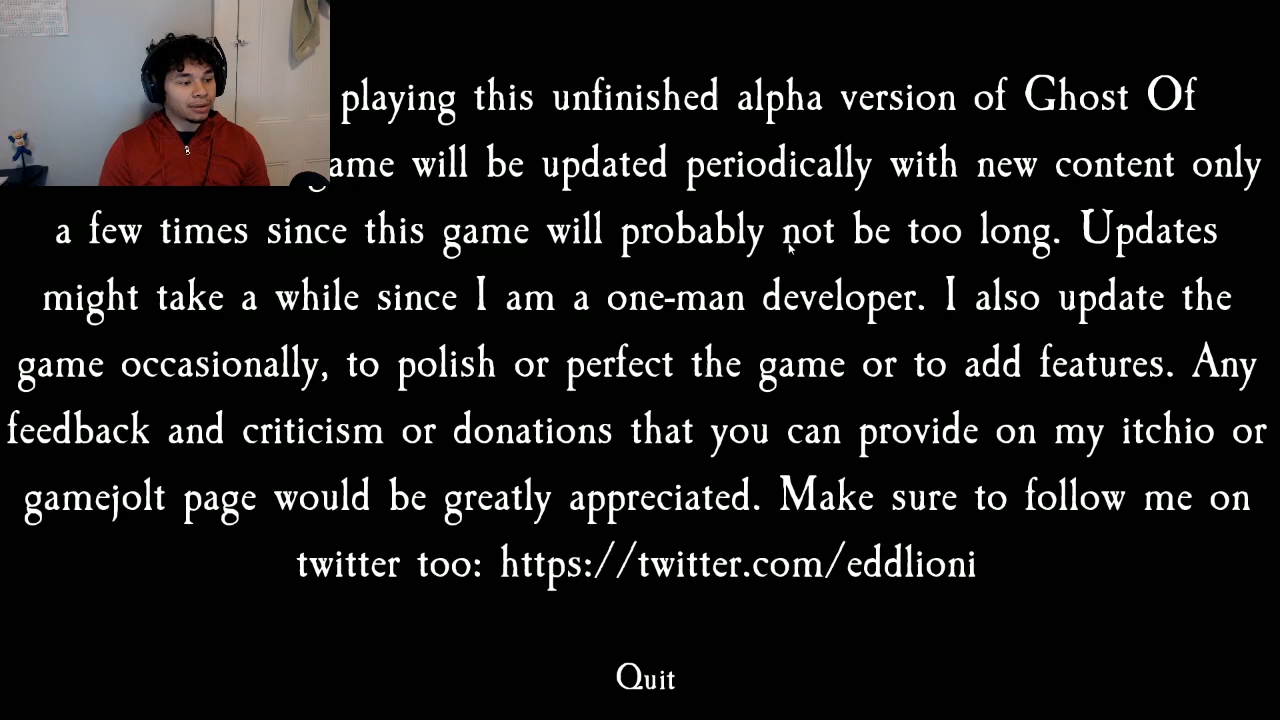 playing this unfinished alpha version of Ghost Of
game will be updated periodically with new content only
a few times since this game will probably not be too long. Updates
might take a while since I am a one-man developer. I also update the
game occasionally, to polish or perfect the game or to add features. Any
feedback and criticism or donations that you can provide on my itchio or
gamejolt page would be greatly appreciated. Make sure to follow me on
twitter too: https://twitter.com/eddlioni
Quit